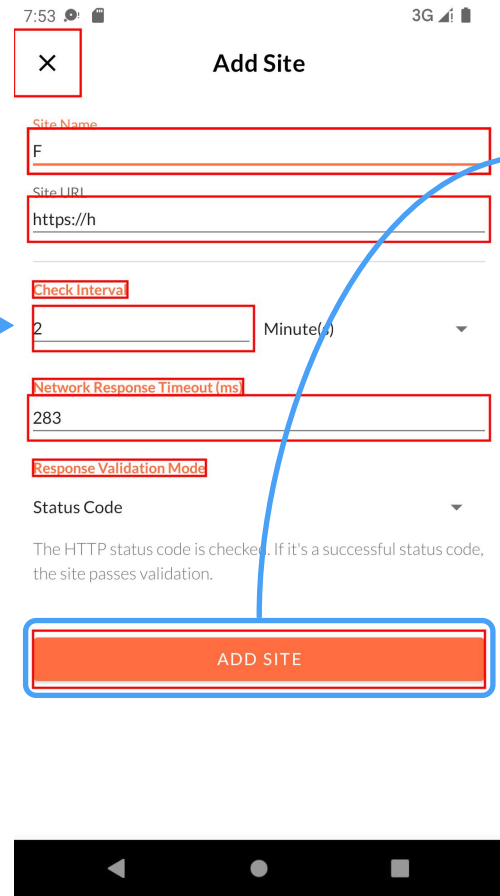 7:53
3G
Add Site
Site Name
F
Site URL
https://h
Check Interval
2
Minute(s)
Network Response Timeout (ms)
283
Response Validation Mode
Status Code
The HTTP status code is checked. If it's a successful status code,
the site passes validation.
ADD SITE